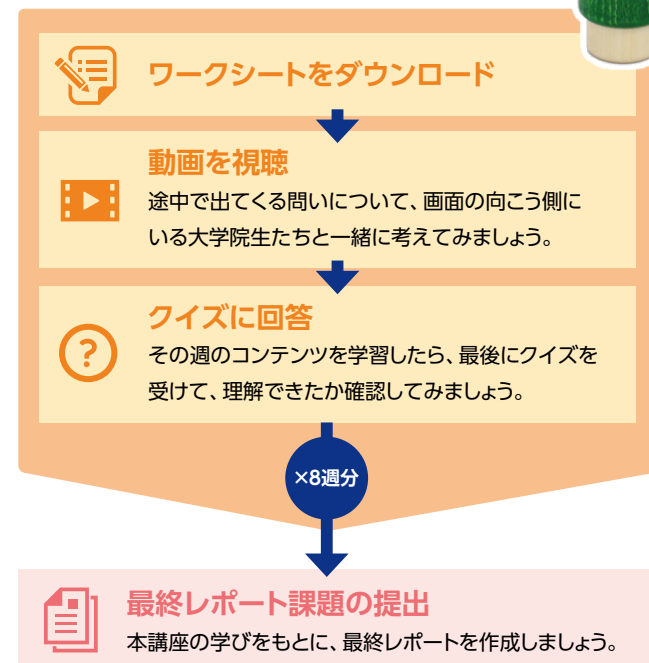 ワークシートをダウンロード
動画を視聴
途中で出てくる問いについて、画面の向こう側に
いる大学院生たちと一緒に考えてみましょう。
?
クイズに回答
その週のコンテンツを学習したら、最後にクイズを
受けて、理解できたか確認してみましょう。
×8週分
最終レポート課題の提出
本講座の学びをもとに、最終レポートを作成しましょう。